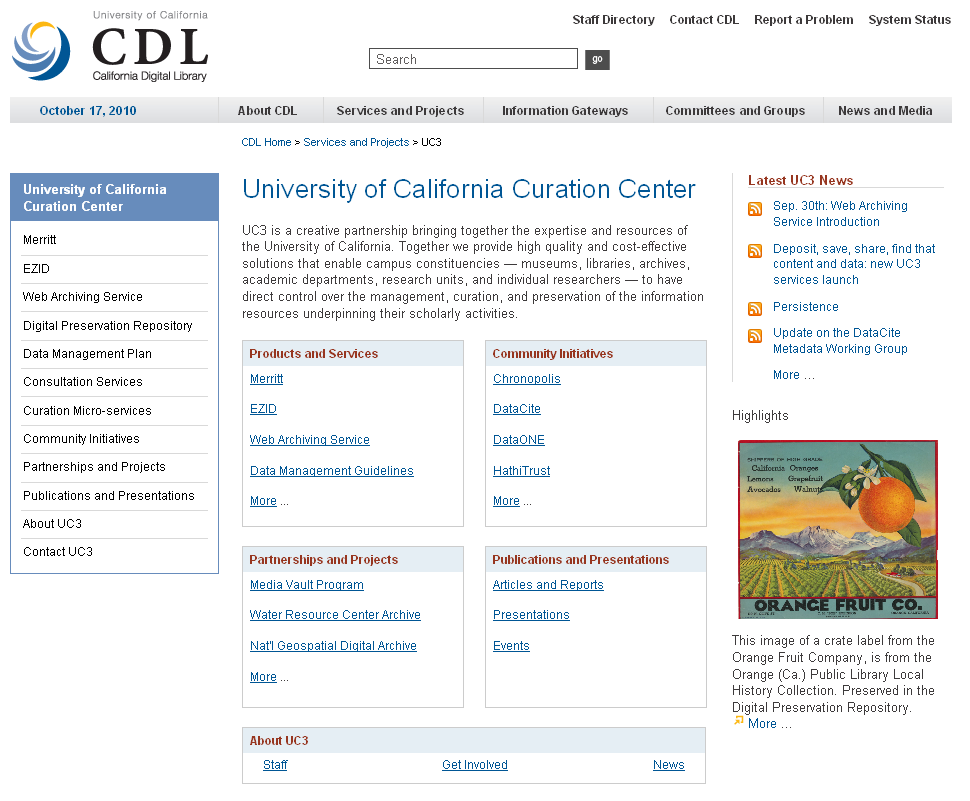 University of California
CDL
California Digital Library
Staff Directory Contact CDL Report a Problem System Status
Search go
October 17, 2010 About CDL Services and Projects Information Gateways Committees and Groups News and Media
CDL Home > Services and Projects > UC3
University of California
Curation Center
Merritt
EZID
Web Archiving Service
Digital Preservation Repository
Data Management Plan
Consultation Services
Curation Micro-services
Community Initiatives
Partnerships and Projects
Publications and Presentations
About UC3
Contact UC3
University of California Curation Center
UC3 is a creative partnership bringing together the expertise and resources of
the University of California. Together we provide high quality and cost-effective
solutions that enable campus constituencies — museums, libraries, archives,
academic departments, research units, and individual researchers — to have
direct control over the management, curation, and preservation of the information
resources underpinning their scholarly activities.
Products and Services
Merritt
EZID
Web Archiving Service
Data Management Guidelines
More ...
Community Initiatives
Chronopolis
DataCite
DataONE
HathiTrust
More ...
Partnerships and Projects
Media Vault Program
Water Resource Center Archive
Nat'l Geospatial Digital Archive
More ...
Publications and Presentations
Articles and Reports
Presentations
Events
About UC3
Staff Get Involved News
Latest UC3 News
Sep. 30th: Web Archiving
Service Introduction
Deposit, save, share, find that
content and data: new UC3
services launch
Persistence
Update on the DataCite
Metadata Working Group
More ...
Highlights
SHIPPERS OF HIGH GRADE
California Oranges
Lemons Grapefruit
Avocados Walnuts
ORANGE FRUIT CO.
This image of a crate label from the
Orange Fruit Company, is from the
Orange (Ca.) Public Library Local
History Collection. Preserved in the
Digital Preservation Repository.
More ...